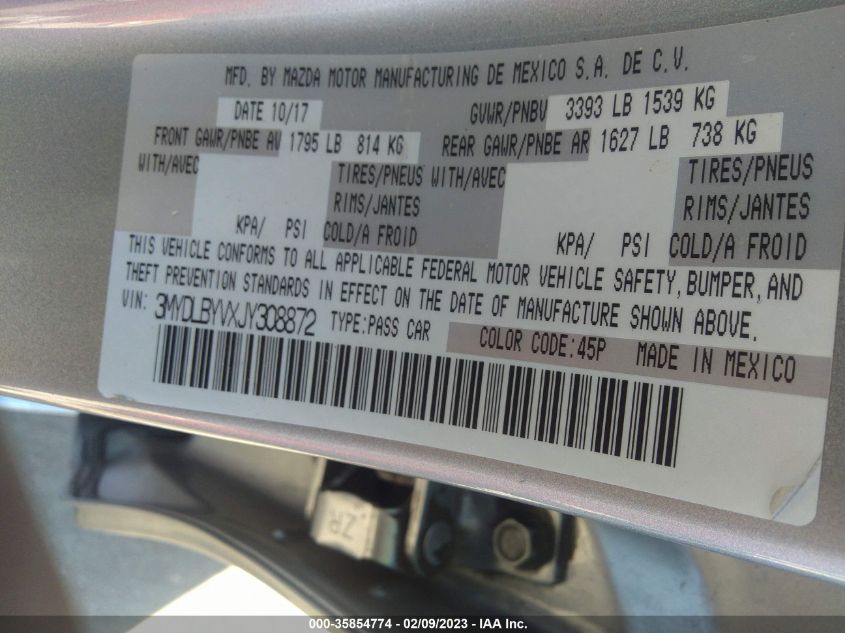 MFD. BY MAZDA MOTOR MANUFACTURING DE MEXICO S.A. DE C.V.
DATE 10/17 GVWR/PNBV 3393 LB 1539 KG
FRONT GAWR/PNBE AV 1795 LB 814 KG REAR GAWR/PNBE AR 1627 LB 738 KG
WITH/AVEC TIRES/PNEUS WITH/AVEC TIRES/PNEUS
RIMS/JANTES RIMS/JANTES
KPA/ PSI COLD/A FROID KPA/ PSI COLD/A FROID
THIS VEHICLE CONFORMS TO ALL APPLICABLE FEDERAL MOTOR VEHICLE SAFETY, BUMPER, AND
THEFT PREVENTION STANDARDS IN EFFECT ON THE DATE OF MANUFACTURE SHOWN ABOVE.
VIN: 3MYDLBYVXJY308872 TYPE:PASS CAR COLOR CODE:45P MADE IN MEXICO
ZR
000-35854774 - 02/09/2023 - IAA Inc.